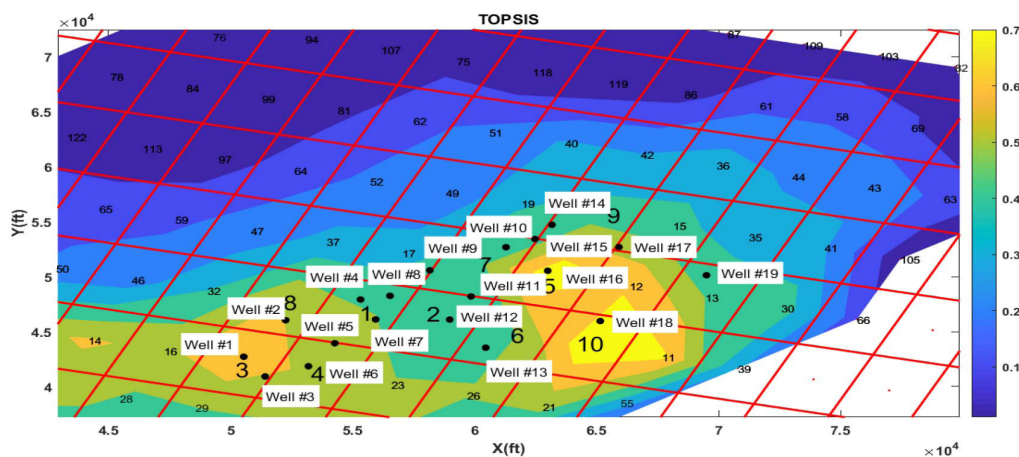 TOPSIS
×10⁴
7
6.5
6
5.5
5
4.5
4
Y(ft)
76 94 107 75 118 119 86 87 109 103 82
78 84 99 81 62 51 40 42 36 61 58 69
122 113 97 64 52 49 44 43 63
65 59 47 37 17 19 9 15 35 41 105
50 46 32 7 5 12 13 30 66
14 16 8 1 2 6 10 11 39
3 4 23 26 21 55
28 29
Well #14
Well #10
Well #9
Well #15
Well #17
Well #4
Well #8
Well #16
Well #19
Well #11
Well #2
Well #5
Well #12
Well #18
Well #1
Well #7
Well #6
Well #13
Well #3
4.5 5 5.5 6 6.5 7 7.5
X(ft)
×10⁴
0.7
0.6
0.5
0.4
0.3
0.2
0.1